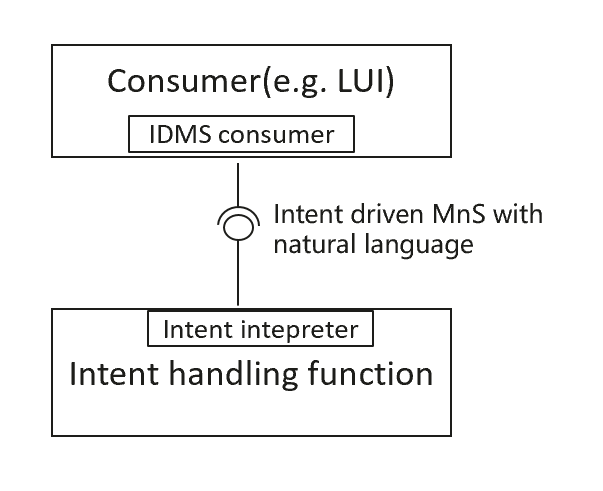 Consumer(e.g. LUI)
IDMS consumer
Intent driven MnS with
natural language
Intent intepreter
Intent handling function